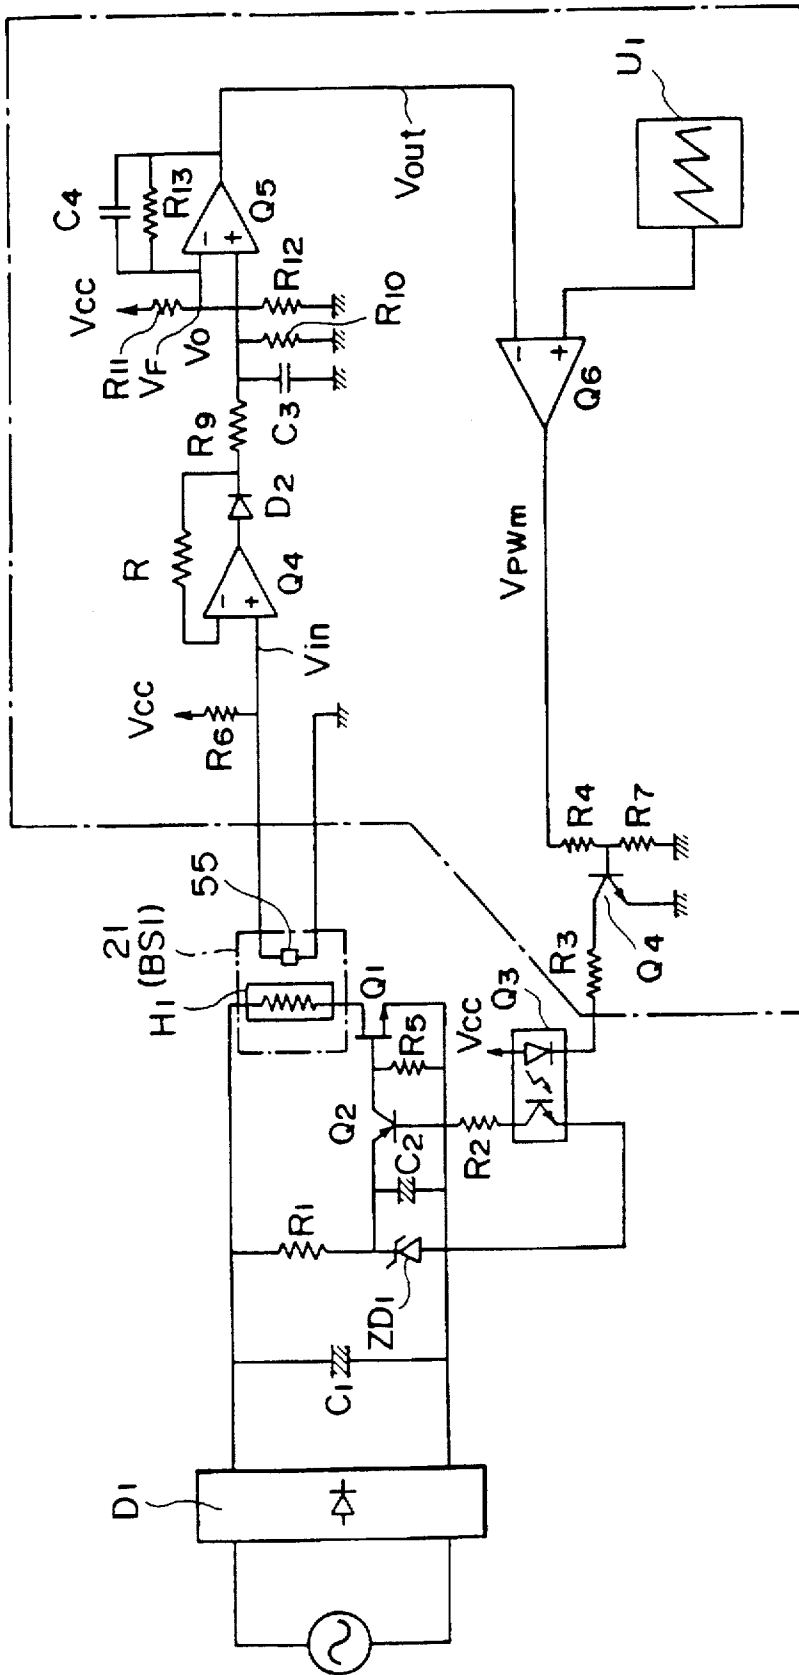 D1
C1
R1
ZD1
C2
Q2
R5
Q1
H1
21
(BS1)
55
R2
Q3
Vcc
R3
Q4
R4
R7
VPWm
Vcc
R6
Vin
R
Q4
D2
R9
C3
R10
R12
Vcc
R11
VF
Vo
C4
R13
Q5
Vout
Q6
U1
- +
- +
- +